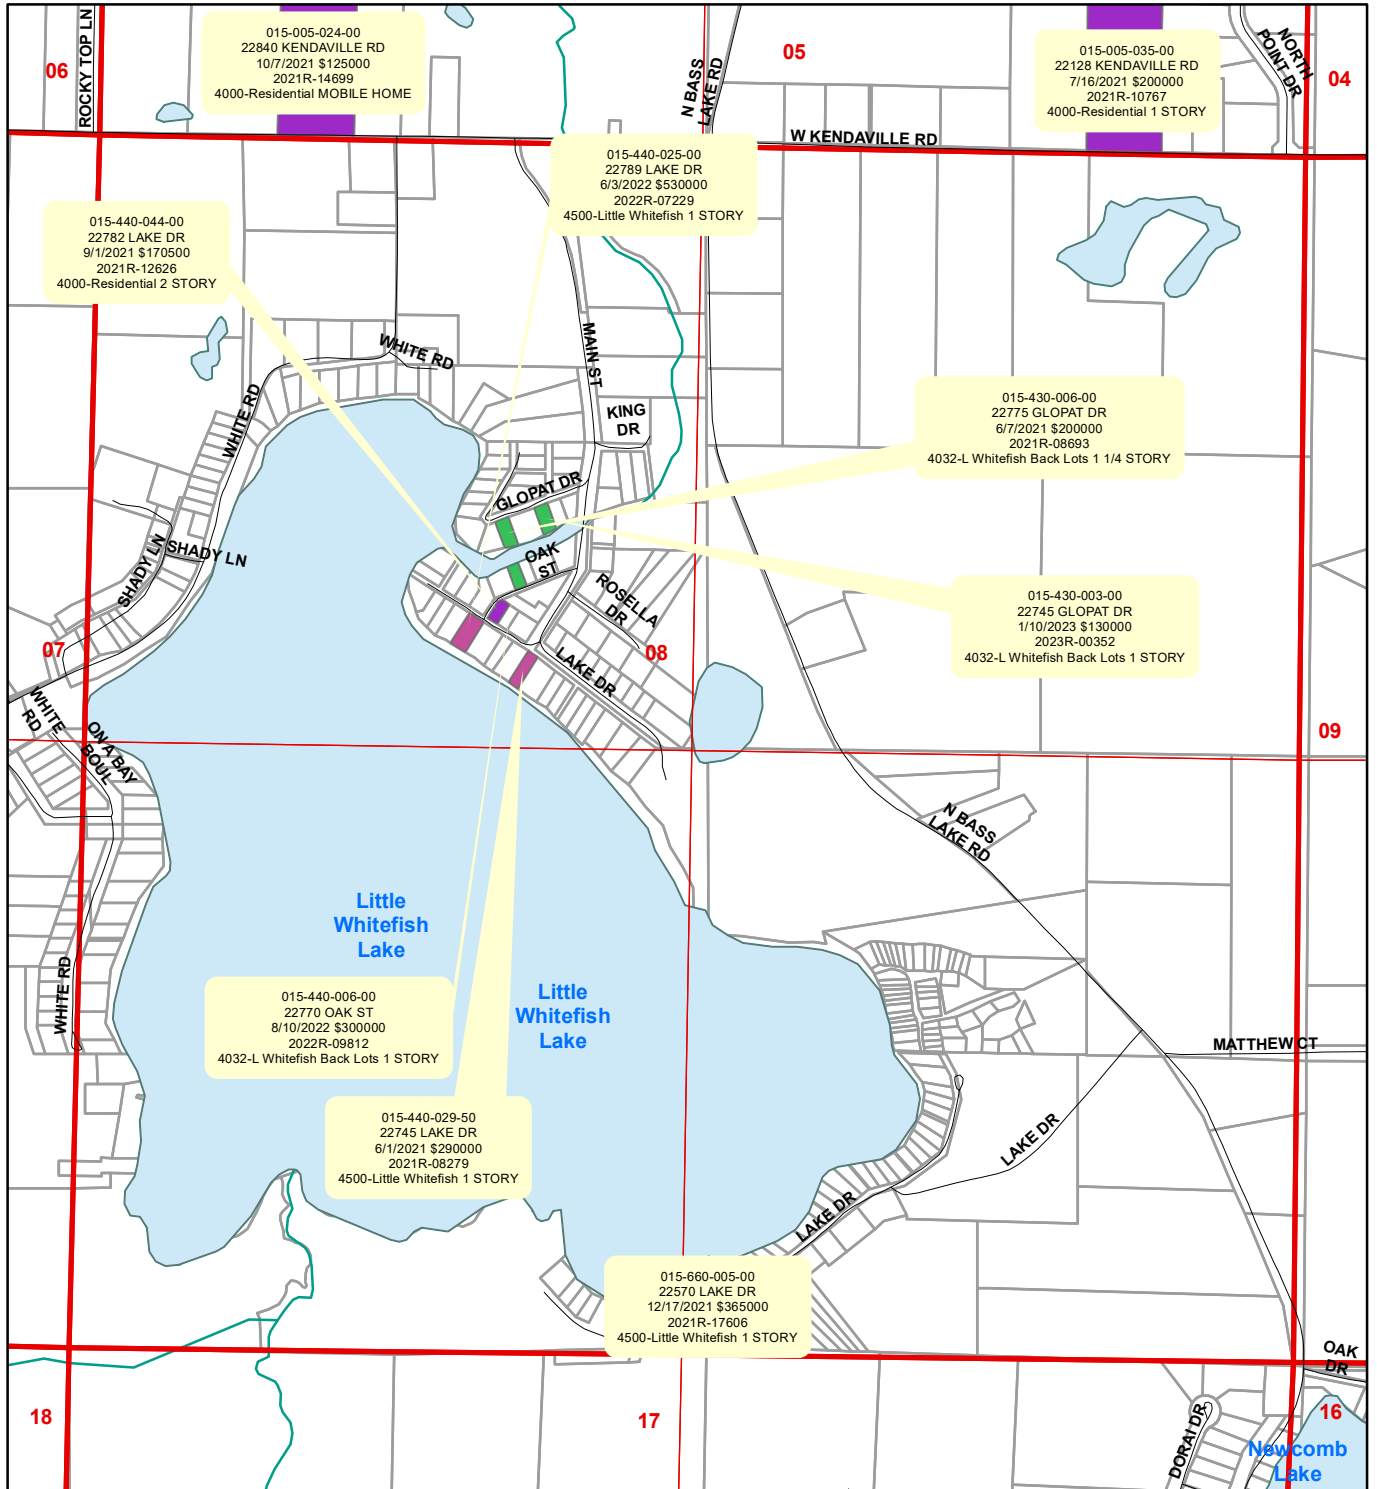 ROCKY TOP LN
06
015-005-024-00
22840 KENDAVILLE RD
10/7/2021 $125000
2021R-14699
4000-Residential MOBILE HOME
N BASS
LAKE RD
05
015-005-035-00
22128 KENDAVILLE RD
7/16/2021 $200000
2021R-10767
4000-Residential 1 STORY
NORTH
POINT DR
04
W KENDAVILLE RD
015-440-025-00
22789 LAKE DR
6/3/2022 $530000
2022R-07229
4500-Little Whitefish 1 STORY
015-440-044-00
22782 LAKE DR
9/1/2021 $170500
2021R-12626
4000-Residential 2 STORY
WHITE RD
MAIN ST
WHITE RD
KING
DR
015-430-006-00
22775 GLOPAT DR
6/7/2021 $200000
2021R-08693
4032-L Whitefish Back Lots 1 1/4 STORY
GLOPAT DR
SHADY LN
SHADY LN
OAK
ST
ROSELLA
DR
015-430-003-00
22745 GLOPAT DR
1/10/2023 $130000
2023R-00352
4032-L Whitefish Back Lots 1 STORY
07
08
LAKE DR
WHITE
RD
ON A BAY
BOUL
09
N BASS
LAKE RD
Little
Whitefish
Lake
WHITE RD
015-440-006-00
22770 OAK ST
8/10/2022 $300000
2022R-09812
4032-L Whitefish Back Lots 1 STORY
Little
Whitefish
Lake
MATTHEW CT
015-440-029-50
22745 LAKE DR
6/1/2021 $290000
2021R-08279
4500-Little Whitefish 1 STORY
LAKE DR
LAKE DR
015-660-005-00
22570 LAKE DR
12/17/2021 $365000
2021R-17606
4500-Little Whitefish 1 STORY
OAK
DR
18
17
16
DORAI DR
Newcomb
Lake